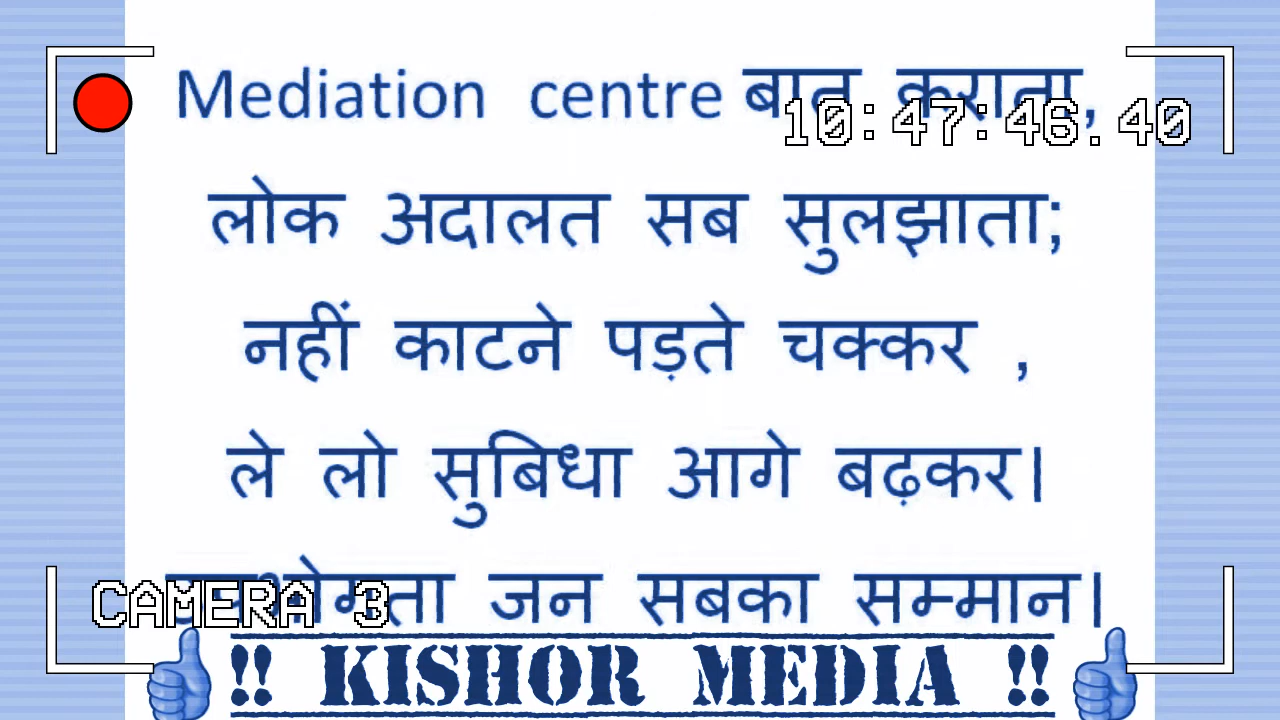 Mediation centre बात कराता,
10:47:46.40
लोक अदालत सब सुलझाता;
नहीं काटने पड़ते चक्कर ,
ले लो सुबिधा आगे बढ़कर।
जन सबका सम्मान।
CAMERA 3
!! KISHOR MEDIA !!